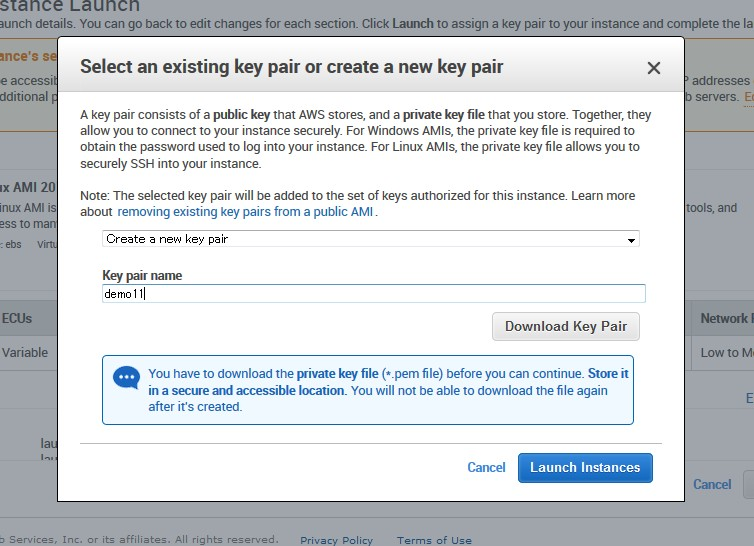 stance Launch
aunch details. You can go back to edit changes for each section. Click Launch to assign a key pair to your instance and complete the la
ance's se
Select an existing key pair or create a new key pair
be accessib
P addresses
dditional p
b servers.
A key pair consists of a public key that AWS stores, and a private key file that you store. Together, they
allow you to connect to your instance securely. For Windows AMIs, the private key file is required to
obtain the password used to log into your instance. For Linux AMIs, the private key file allows you to
securely SSH into your instance.
ux AMI 20
Note: The selected key pair will be added to the set of keys authorized for this instance. Learn more
inux AMI is
tools, and
about removing existing key pairs from a public AMI .
ess to man
: ebs Virtu
Create a new key pair
Key pair name
demo11
ECUs
Network
Download Key Pair
Variable
Low to Mo
You have to download the private key file (*.pem file) before you can continue. Store it
in a secure and accessible location. You will not be able to download the file again
after it's created.
lau
Cancel Launch Instances
Cancel
b Services, Inc. or its affiliates. All rights reserved. Privacy Policy Terms of Use